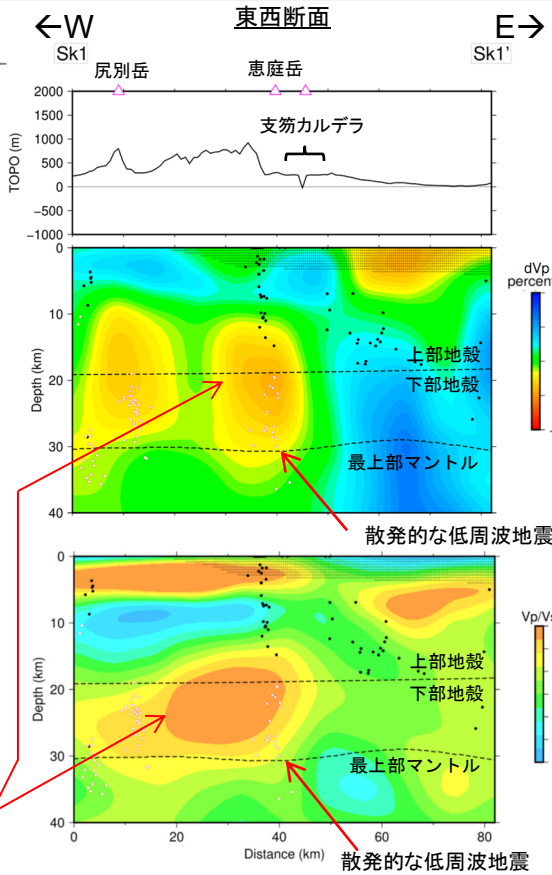 東西断面
←W
E→
Sk1
Sk1'
尻別岳
恵庭岳
支笏カルデラ
TOPO (m)
2000
1500
1000
500
0
−500
−1000
dVp
percent
上部地殻
下部地殻
最上部マントル
Depth (km)
0
10
20
30
40
散発的な低周波地震
Vp/Vs
上部地殻
下部地殻
最上部マントル
Depth (km)
0
10
20
30
40
0
20
40
60
80
Distance (km)
散発的な低周波地震